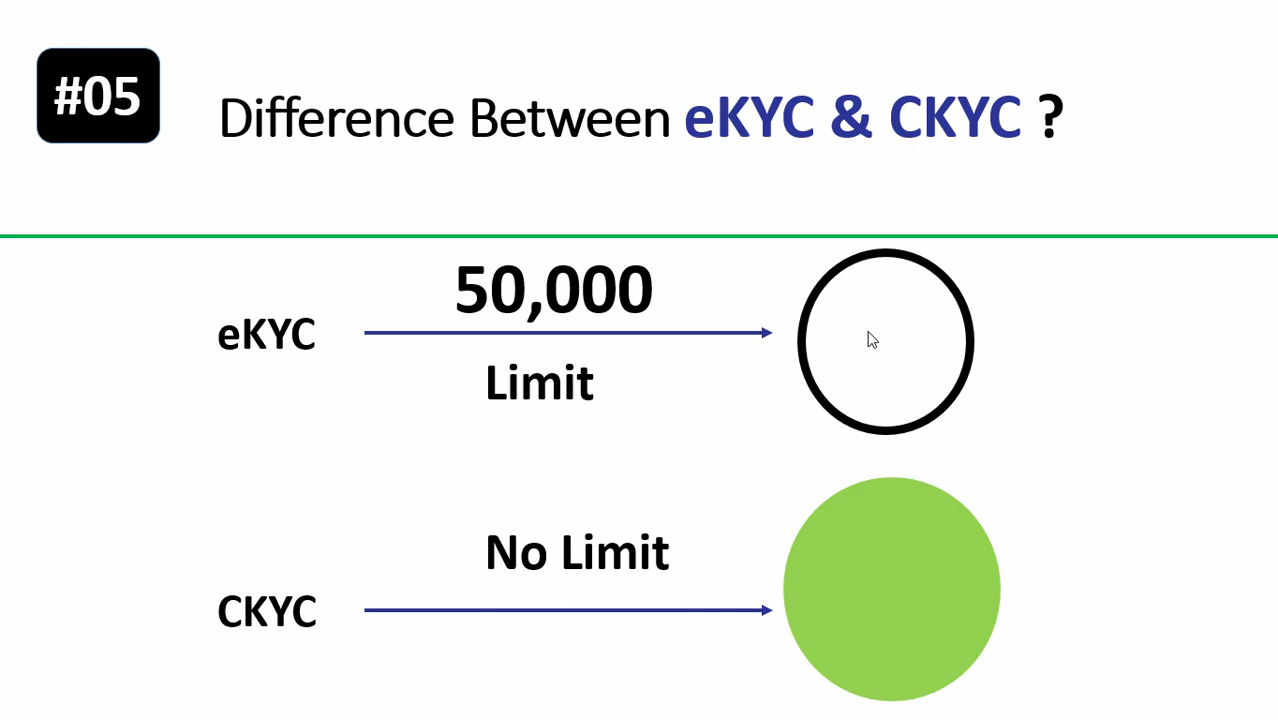 #05
Difference Between eKYC & CKYC ?
50,000
eKYC
Limit
No Limit
CKYC